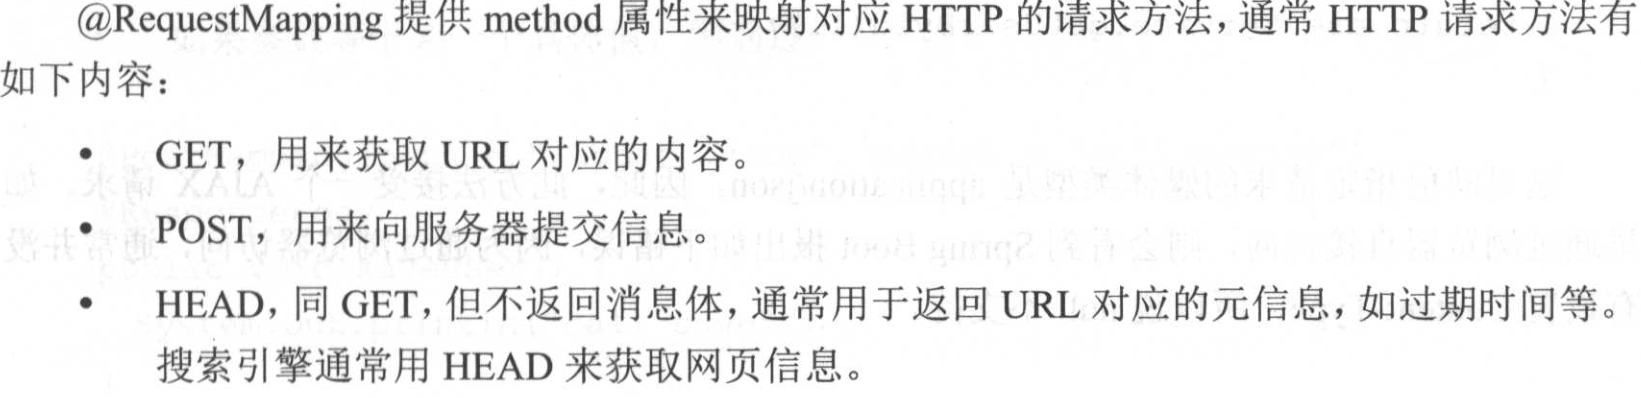 @RequestMapping 提供 method 属性来映射对应 HTTP 的请求方法，通常 HTTP 请求方法有
如下内容：
• GET，用来获取 URL 对应的内容。
• POST，用来向服务器提交信息。
• HEAD，同 GET，但不返回消息体，通常用于返回 URL 对应的元信息，如过期时间等。
搜索引擎通常用 HEAD 来获取网页信息。